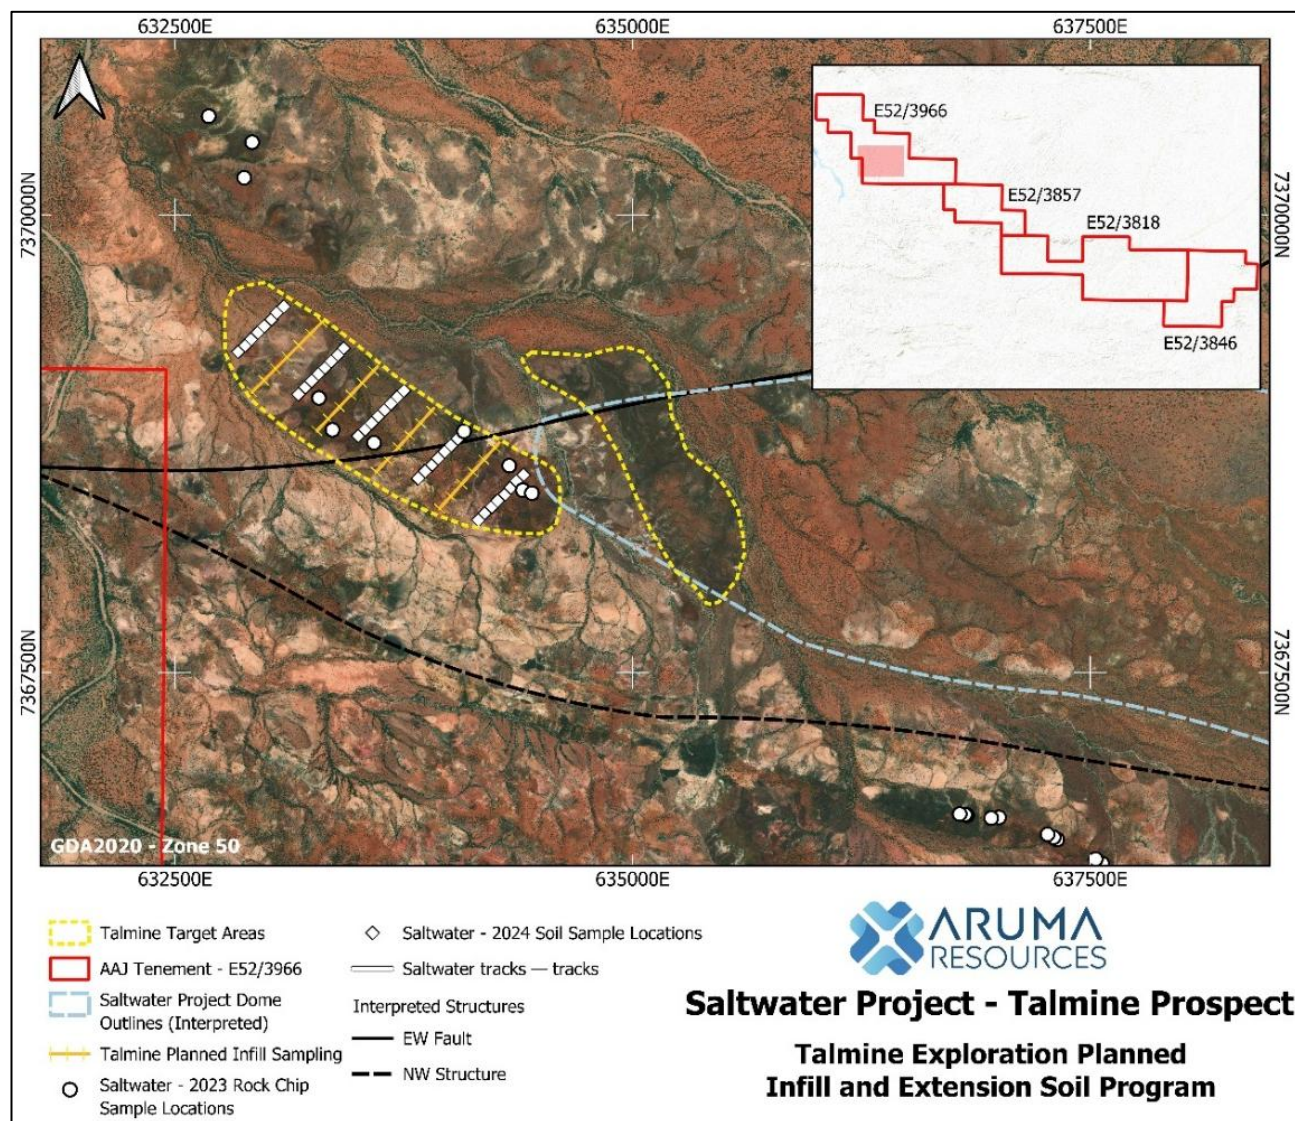 632500E
635000E
637500E
E52/3966
E52/3857
E52/3818
E52/3846
7370000N
7370000N
7367500N
7367500N
GDA2020 - Zone 50
632500E
635000E
637500E
Talmine Target Areas
AAJ Tenement - E52/3966
Saltwater Project Dome
Outlines (Interpreted)
Talmine Planned Infill Sampling
Saltwater - 2023 Rock Chip
Sample Locations
Saltwater - 2024 Soil Sample Locations
Saltwater tracks — tracks
Interpreted Structures
EW Fault
NW Structure
ARUMA
RESOURCES
Saltwater Project - Talmine Prospect
Talmine Exploration Planned
Infill and Extension Soil Program